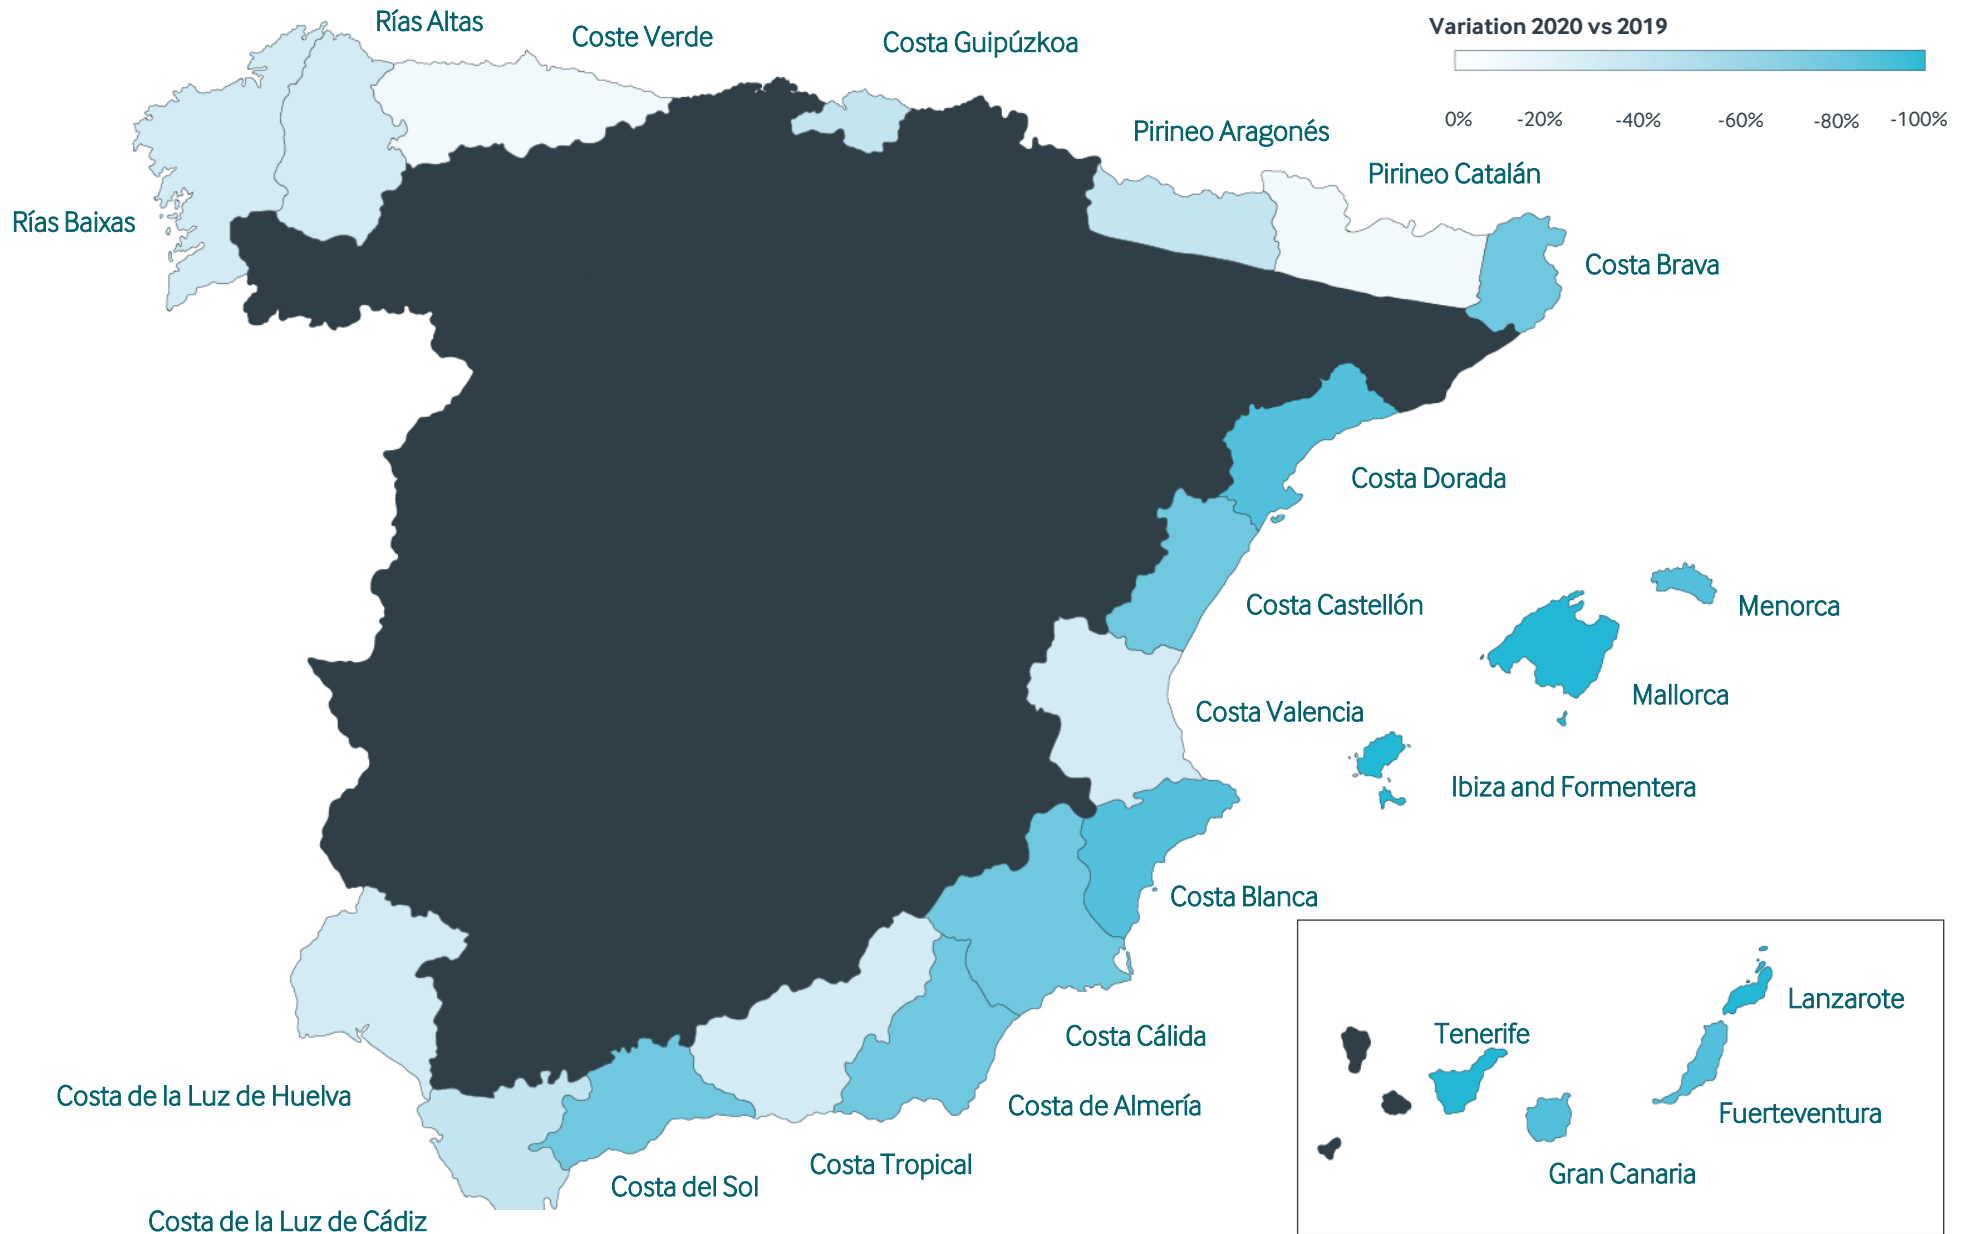 Rías Altas
Coste Verde
Costa Guipúzkoa
Variation 2020 vs 2019
0% -20% -40% -60% -80% -100%
Pirineo Aragonés
Pirineo Catalán
Rías Baixas
Costa Brava
Costa Dorada
Costa Castellón
Menorca
Mallorca
Costa Valencia
Ibiza and Formentera
Costa Blanca
Lanzarote
Tenerife
Costa Cálida
Costa de la Luz de Huelva
Costa de Almería
Fuerteventura
Costa Tropical
Gran Canaria
Costa del Sol
Costa de la Luz de Cádiz